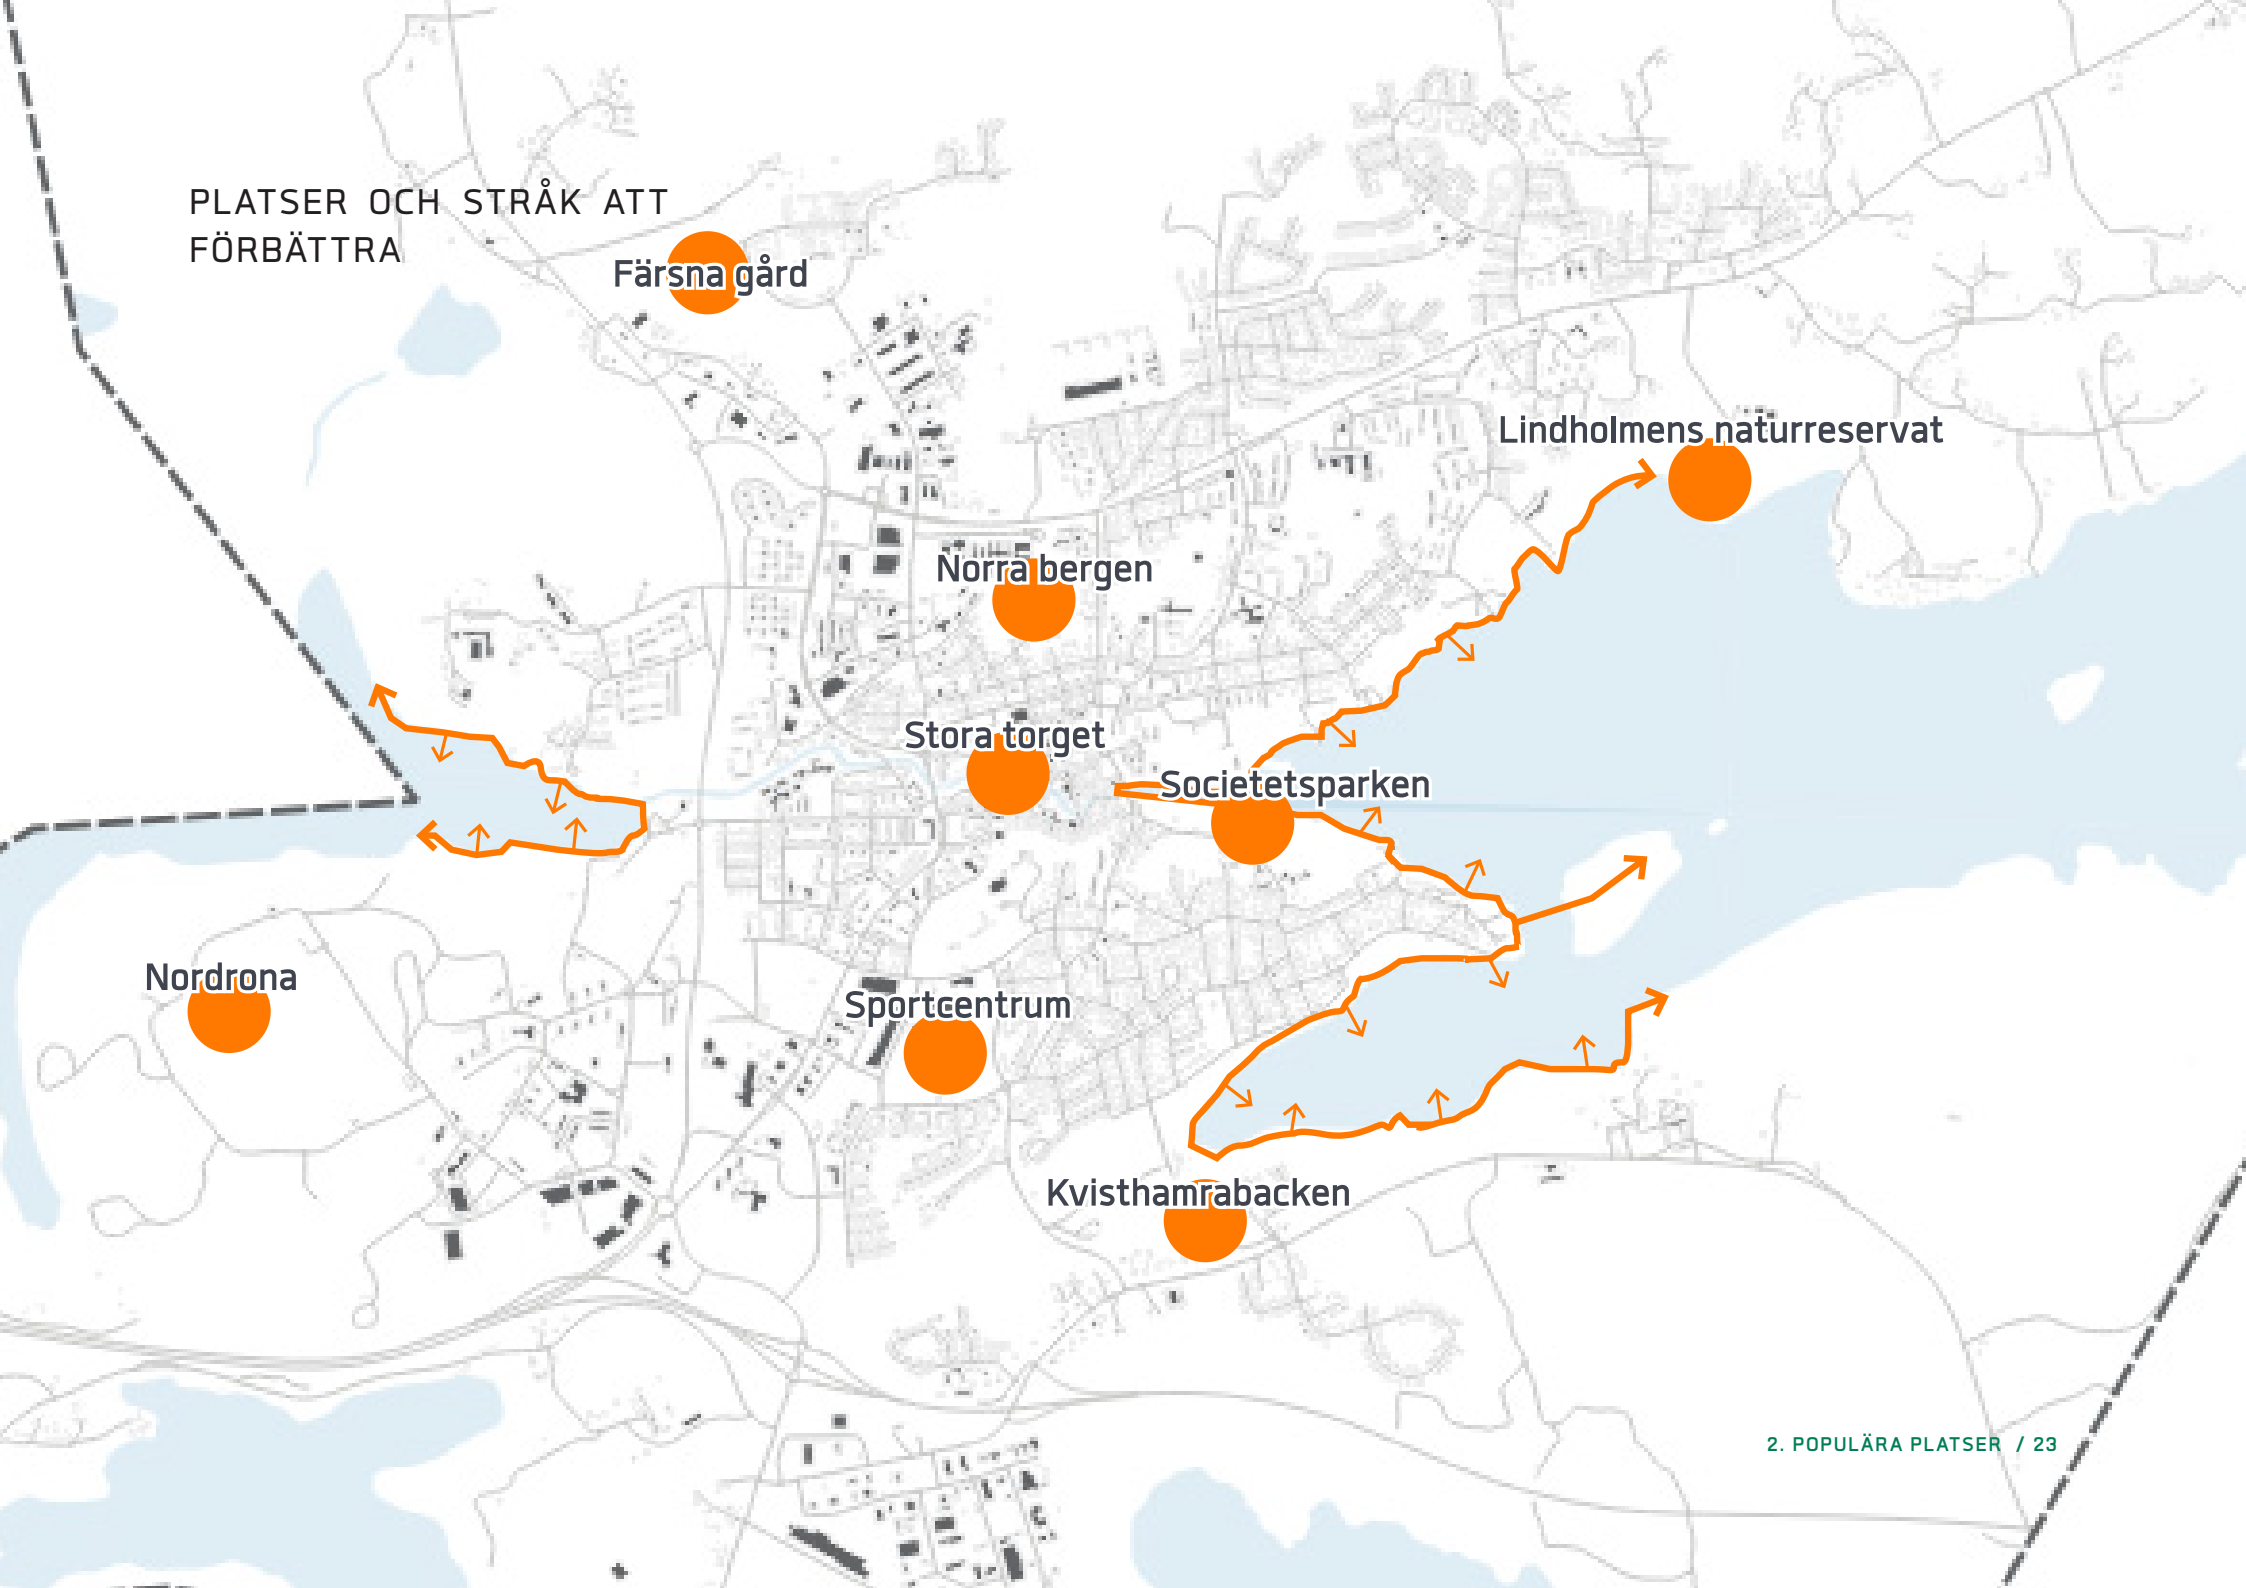 PLATSER OCH STRÅK ATT
FÖRBÄTTRA
Färsna gård
Lindholmens naturreservat
Norra bergen
Stora torget
Societetsparken
Nordrona
Sportcentrum
Kvisthamrabacken
2. POPULÄRA PLATSER / 23